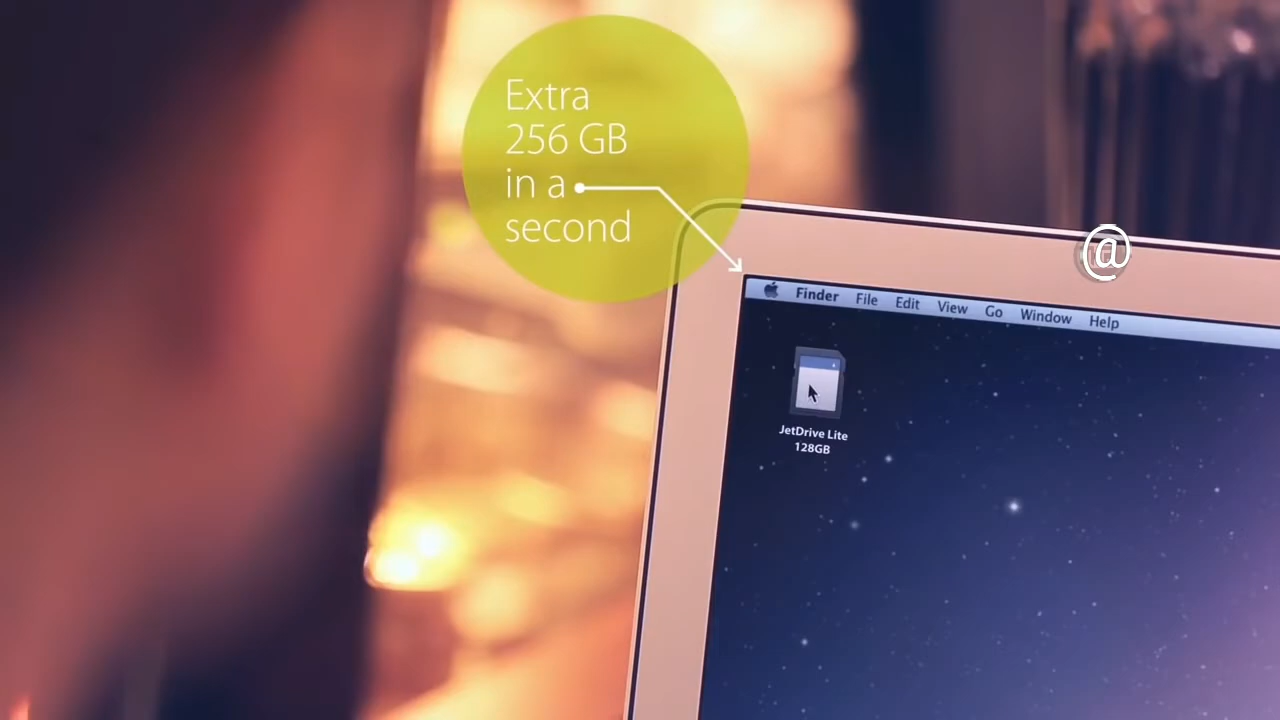 Extra
256 GB
in a
second
@
Finder File Edit View Go Window Help
JetDrive Lite
128GB